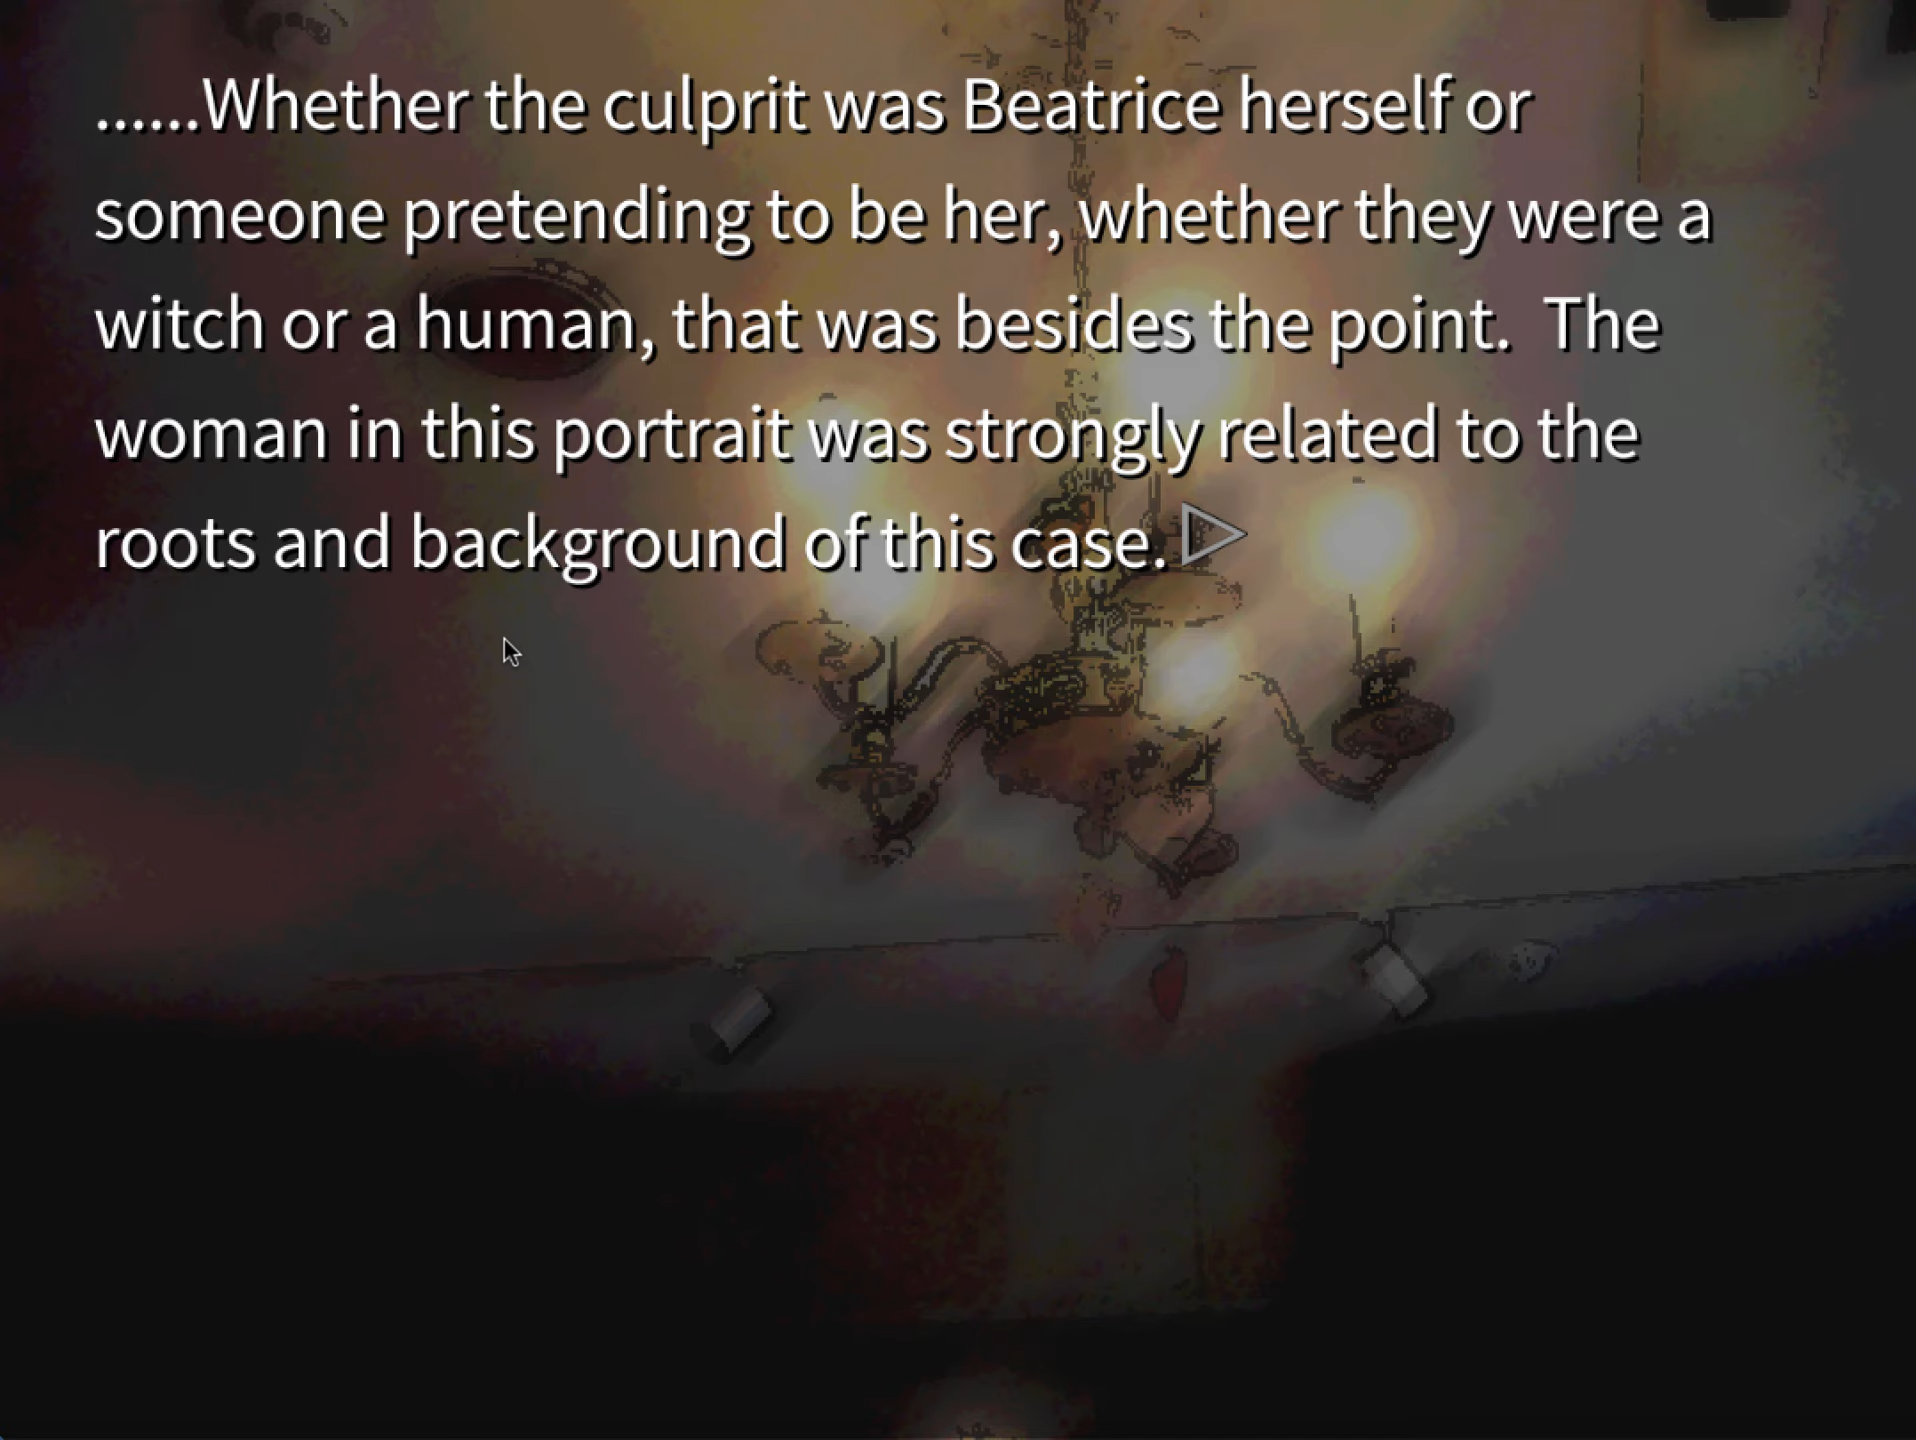 ......Whether the culprit was Beatrice herself or
someone pretending to be her, whether they were a
witch or a human, that was besides the point.  The
woman in this portrait was strongly related to the
roots and background of this case.